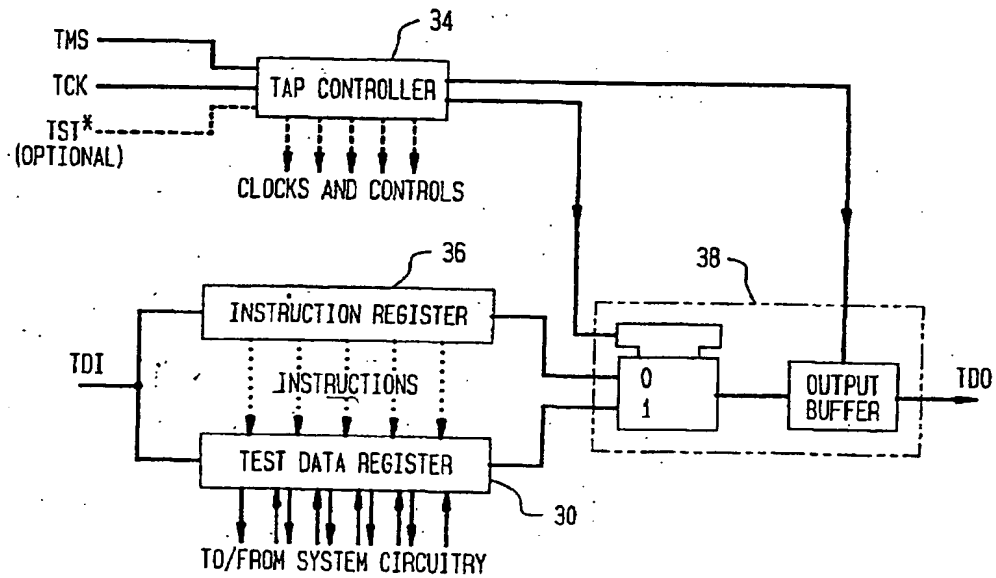 34
TMS
TCK
TAP CONTROLLER
TST*
(OPTIONAL)
CLOCKS AND CONTROLS
36
38
INSTRUCTION REGISTER
TDI
INSTRUCTIONS
0
1
OUTPUT
BUFFER
TDO
TEST DATA REGISTER
30
TO/FROM SYSTEM CIRCUITRY